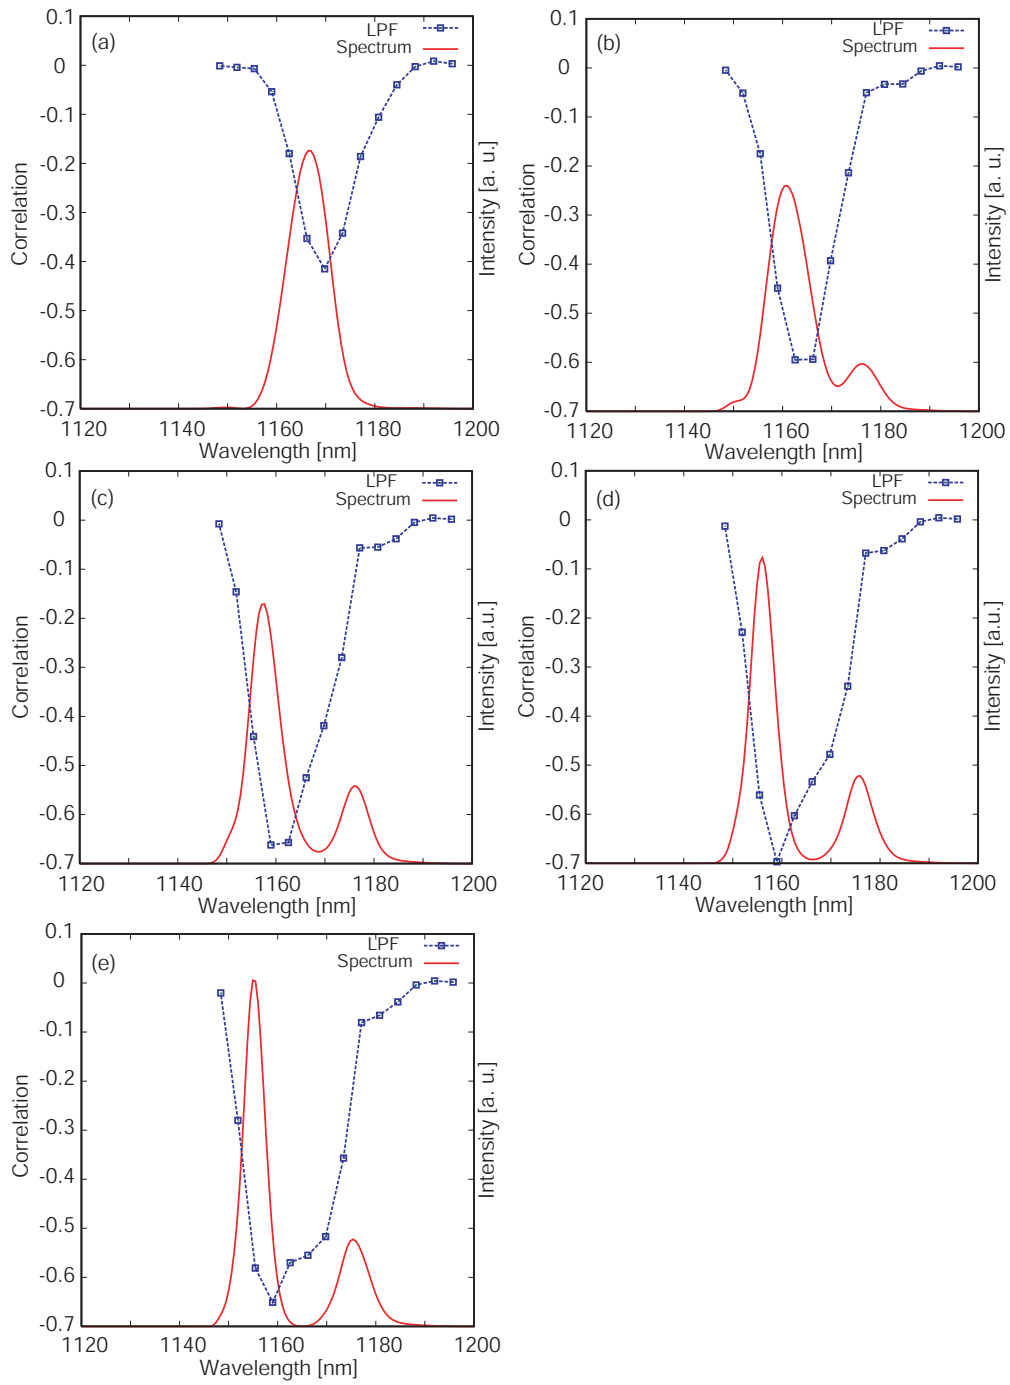 (a)
LPF
Spectrum
0.1
0
-0.1
-0.2
-0.3
-0.4
-0.5
-0.6
-0.7
Correlation
Intensity [a. u.]
1120 1140 1160 1180 1200
Wavelength [nm]
(b)
LPF
Spectrum
0.1
0
-0.1
-0.2
-0.3
-0.4
-0.5
-0.6
-0.7
Correlation
Intensity [a. u.]
1120 1140 1160 1180 1200
Wavelength [nm]
(c)
LPF
Spectrum
0.1
0
-0.1
-0.2
-0.3
-0.4
-0.5
-0.6
-0.7
Correlation
Intensity [a.u.]
1120 1140 1160 1180 1200
Wavelength [nm]
(d)
LPF
Spectrum
0.1
0
-0.1
-0.2
-0.3
-0.4
-0.5
-0.6
-0.7
Correlation
Intensity [a.u.]
1120 1140 1160 1180 1200
Wavelength [nm]
(e)
LPF
Spectrum
0.1
0
-0.1
-0.2
-0.3
-0.4
-0.5
-0.6
-0.7
Correlation
Intensity [a. u.]
1120 1140 1160 1180 1200
Wavelength [nm]